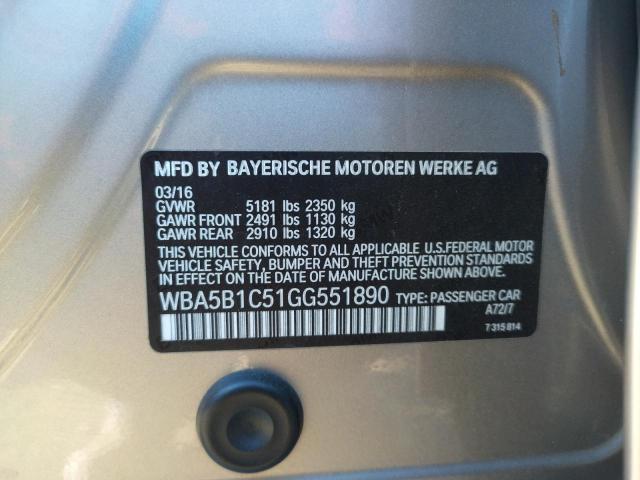 MFD BY BAYERISCHE MOTOREN WERKE AG
03/16
GVWR 5181 lbs 2350 kg
GAWR FRONT 2491 lbs 1130 kg
GAWR REAR 2910 lbs 1320 kg
THIS VEHICLE CONFORMS TO ALL APPLICABLE U.S.FEDERAL MOTOR
VEHICLE SAFETY, BUMPER AND THEFT PREVENTION STANDARDS
IN EFFECT ON THE DATE OF MANUFACTURE SHOWN ABOVE.
WBA5B1C51GG551890 TYPE: PASSENGER CAR
A72/7
7 315 814